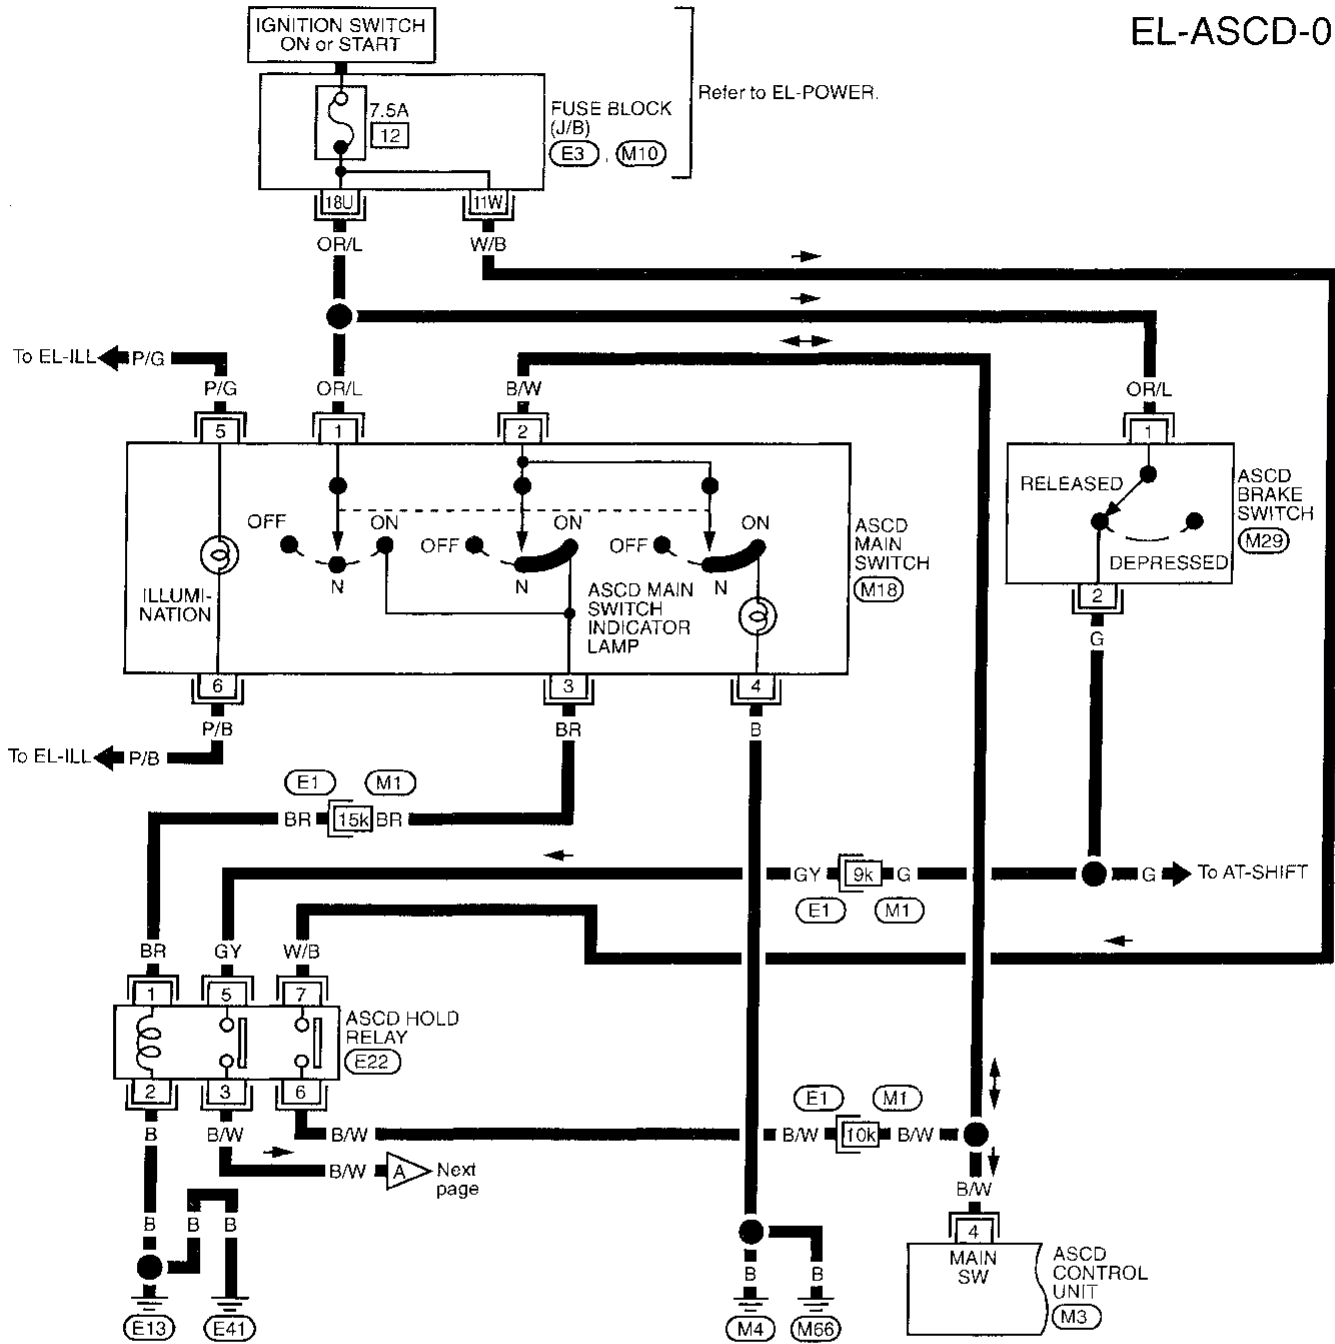 EL-ASCD-0
IGNITION SWITCH
ON or START
7.5A
12
FUSE BLOCK
(J/B)
E3 , M10
Refer to EL-POWER.
18U
11W
OR/L
W/B
To EL-ILL
P/G
P/G
OR/L
B/W
OR/L
5
1
2
1
OFF
ON
N
OFF
ON
N
OFF
ON
N
ILLUMI-
NATION
ASCD MAIN
SWITCH
INDICATOR
LAMP
ASCD
MAIN
SWITCH
M18
RELEASED
DEPRESSED
ASCD
BRAKE
SWITCH
M29
2
G
6
3
4
P/B
BR
B
To EL-ILL
P/B
E1
M1
BR
15k
BR
GY
9k
G
G
To AT-SHIFT
E1
M1
BR
GY
W/B
1
5
7
ASCD HOLD
RELAY
E22
2
3
6
B
B/W
B/W
E1
M1
B/W
10k
B/W
B/W
A
Next
page
B/W
4
MAIN
SW
ASCD
CONTROL
UNIT
M3
B
B
B
B
B
E13
E41
M4
M66